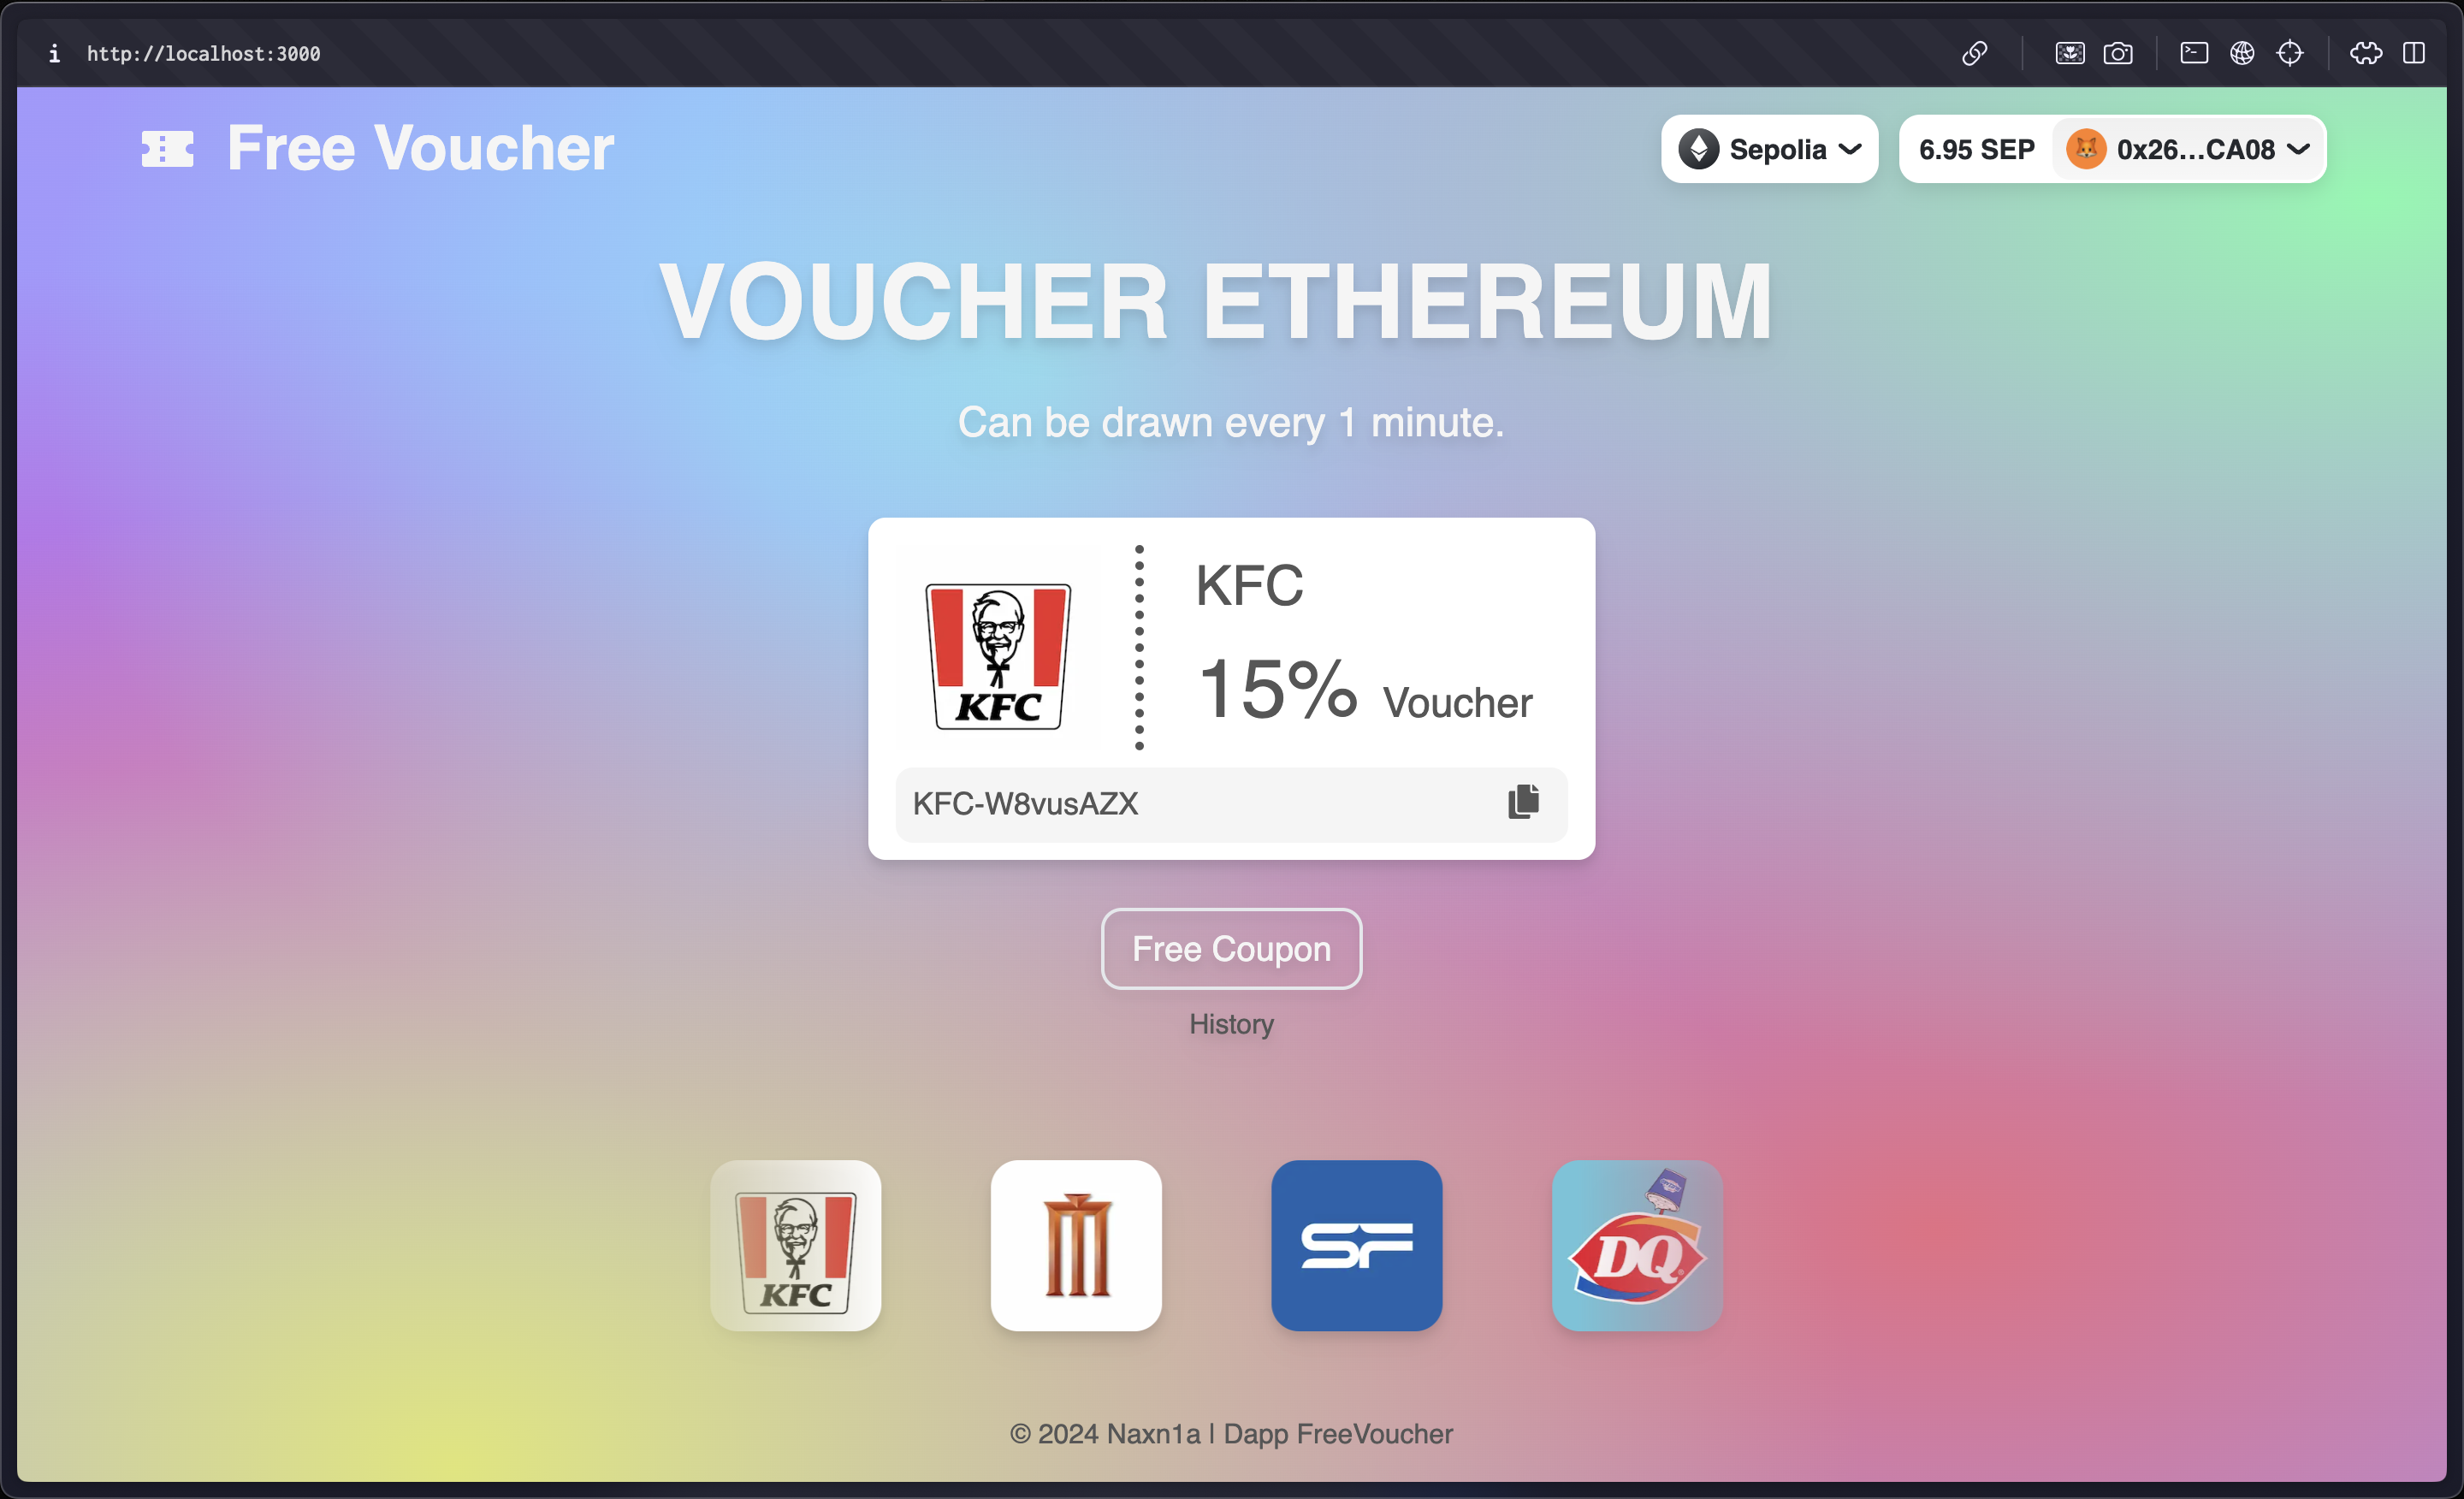 http://localhost:3000
Free Voucher
Sepolia
6.95 SEP
0x26...CA08
VOUCHER ETHEREUM
Can be drawn every 1 minute.
KFC
KFC
15% Voucher
KFC-W8vusAZX
Free Coupon
History
KFC
SF
DQ
© 2024 Naxn1a | Dapp FreeVoucher